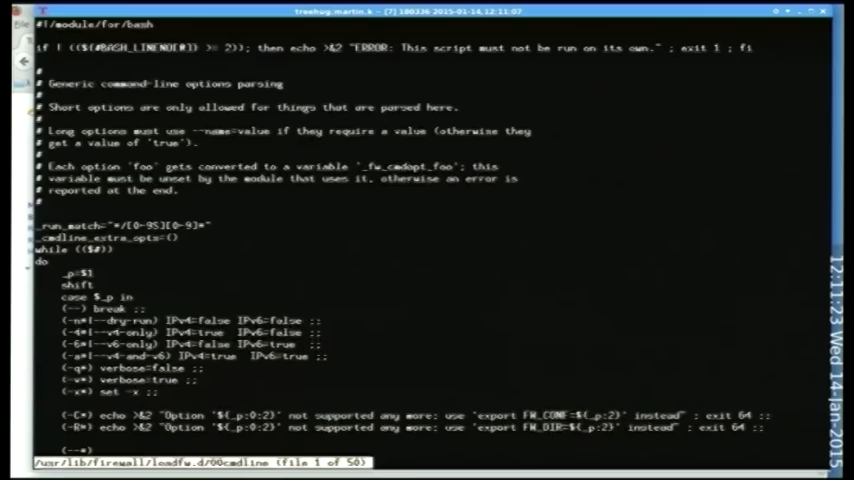 treehug:martin.k - [7] 180336 2015-01-14,12:11:07
#!/module/for/bash
if ! ((${#BASH_LINENO[@]} >= 2)); then echo >&2 "ERROR: This script must not be run on its own." ; exit 1 ; fi
#
# Generic command-line options parsing
#
# Short options are only allowed for things that are parsed here.
#
# Long options must use --name=value if they require a value (otherwise they
# get a value of 'true').
#
# Each option 'foo' gets converted to a variable '_fw_cmdopt_foo'; this
# variable must be unset by the module that uses it, otherwise an error is
# reported at the end.
#
_run_match="*/[0-9S][0-9]*"
_cmdline_extra_opts=()
while (($#))
do
_p=$1
shift
case $_p in
(--) break ;;
(-n*|--dry-run) IPv4=false IPv6=false ;;
(-4*|--v4-only) IPv4=true IPv6=false ;;
(-6*|--v6-only) IPv4=false IPv6=true ;;
(-a*|--v4-and-v6) IPv4=true IPv6=true ;;
(-q*) verbose=false ;;
(-v*) verbose=true ;;
(-x*) set -x ;;
(-C*) echo >&2 "Option '${_p:0:2}' not supported any more; use 'export FW_CONF=${_p:2}' instead" ; exit 64 ;;
(-R*) echo >&2 "Option '${_p:0:2}' not supported any more; use 'export FW_DIR=${_p:2}' instead" ; exit 64 ;;
(--*)
/usr/lib/firewall/loadfw.d/00cmdline (file 1 of 50)
12:11:23 Wed 14-Jan-2015